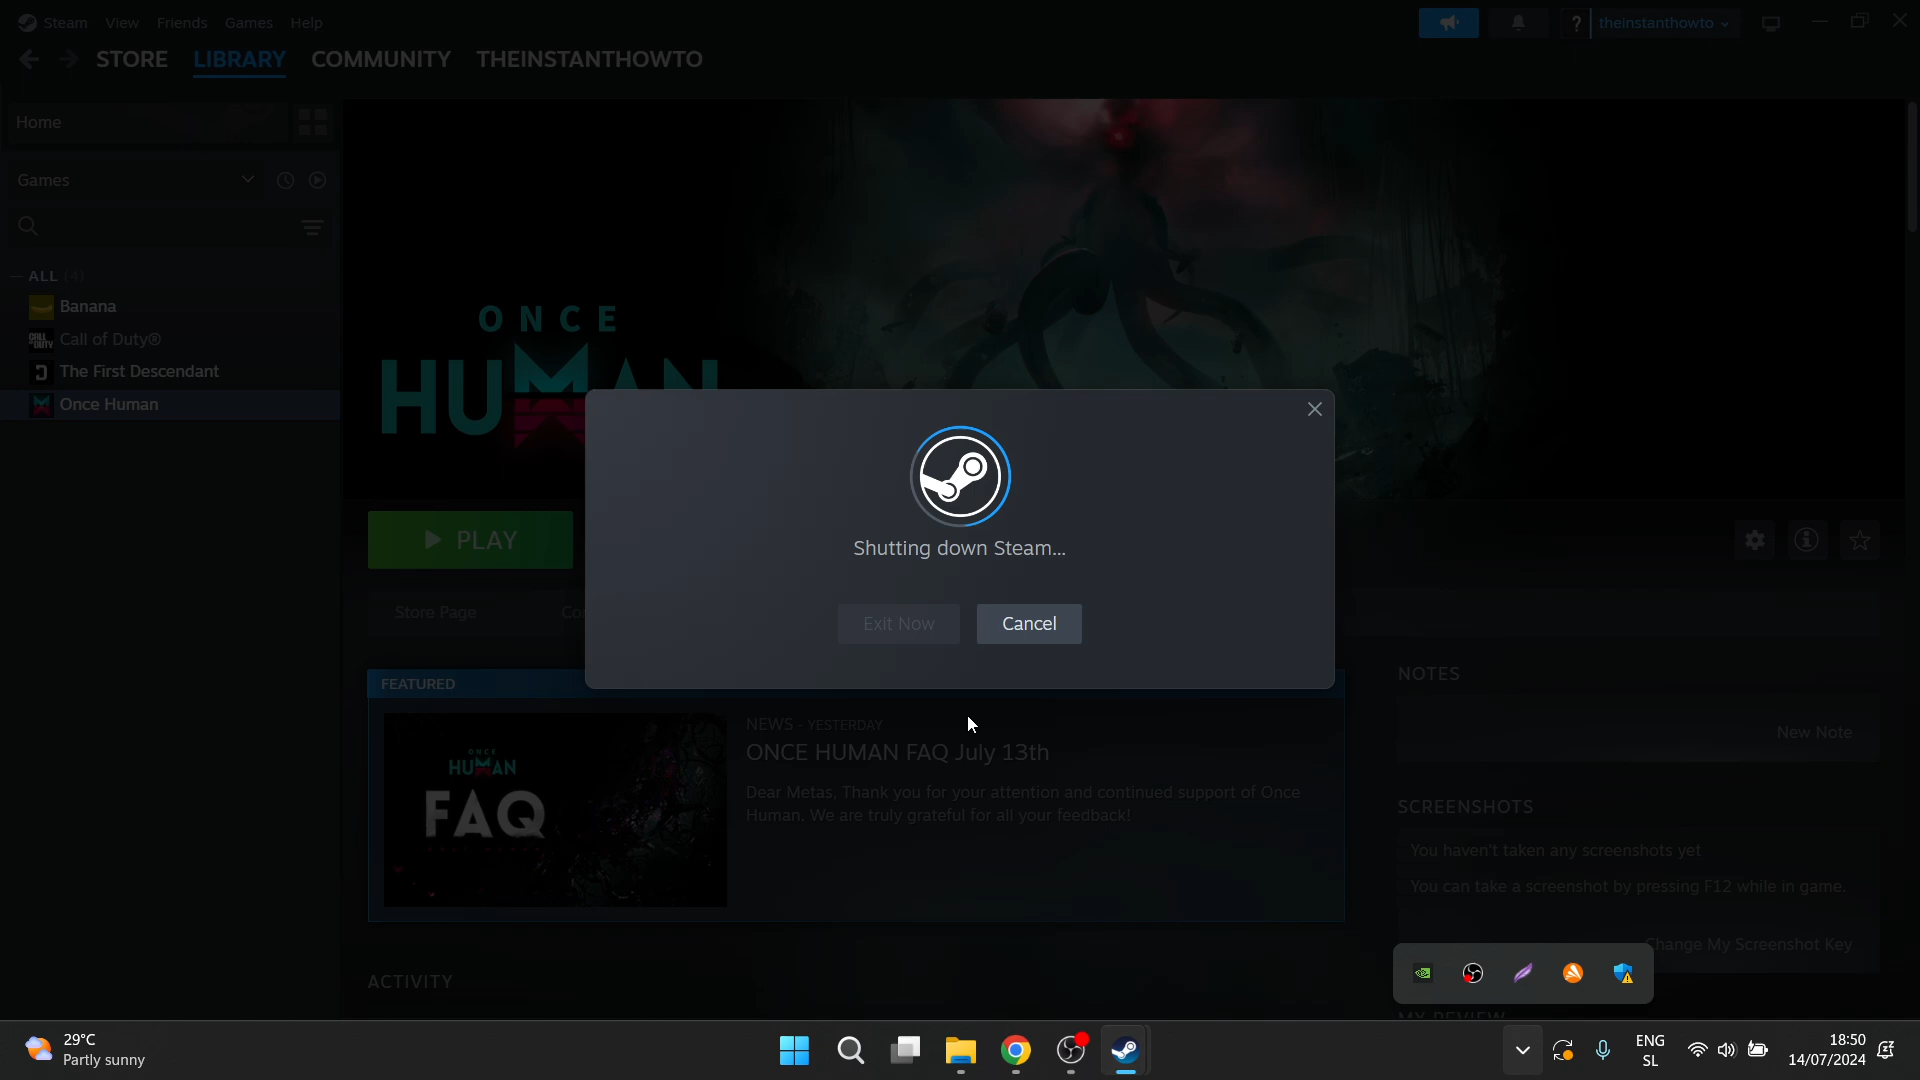 Steam View Friends Games Help
theinstanthowto
STORE LIBRARY COMMUNITY THEINSTANTHOWTO
Home
Games
ALL (4)
Banana
Call of Duty®
The First Descendant
Once Human
ONCE
HUMAN
Shutting down Steam...
Exit Now Cancel
PLAY
Store Page
FEATURED
NEWS - YESTERDAY
ONCE HUMAN FAQ July 13th
Dear Metas, Thank you for your attention and continued support of Once
Human. We are truly grateful for all your feedback!
ONCE
HUMAN
FAQ
ACTIVITY
NOTES
New Note
SCREENSHOTS
You haven't taken any screenshots yet
You can take a screenshot by pressing F12 while in game.
Change My Screenshot Key
MY REVIEW
29°C
Partly sunny
ENG
SL
18:50
14/07/2024